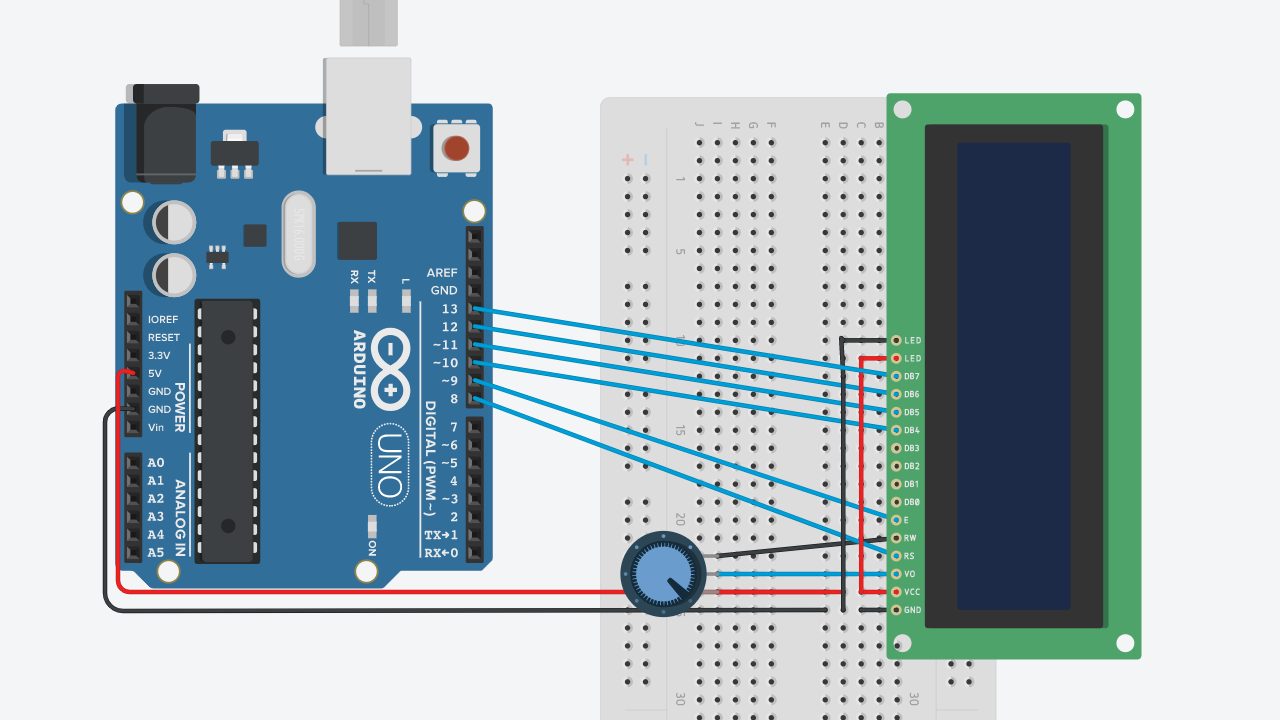 IOREF
RESET
3.3V
5V
GND
GND
Vin
POWER
A0
A1
A2
A3
A4
A5
ANALOG IN
RX
TX
L
ARDUINO
UNO
ON
AREF
GND
13
12
~11
~10
~9
8
7
~6
~5
4
~3
2
TX→1
RX←0
DIGITAL (PWM~)
+ −
J I H G F E D C B
1
5
10
15
20
30
30
LED
LED
DB7
DB6
DB5
DB4
DB3
DB2
DB1
DB0
E
RW
RS
VO
VCC
GND